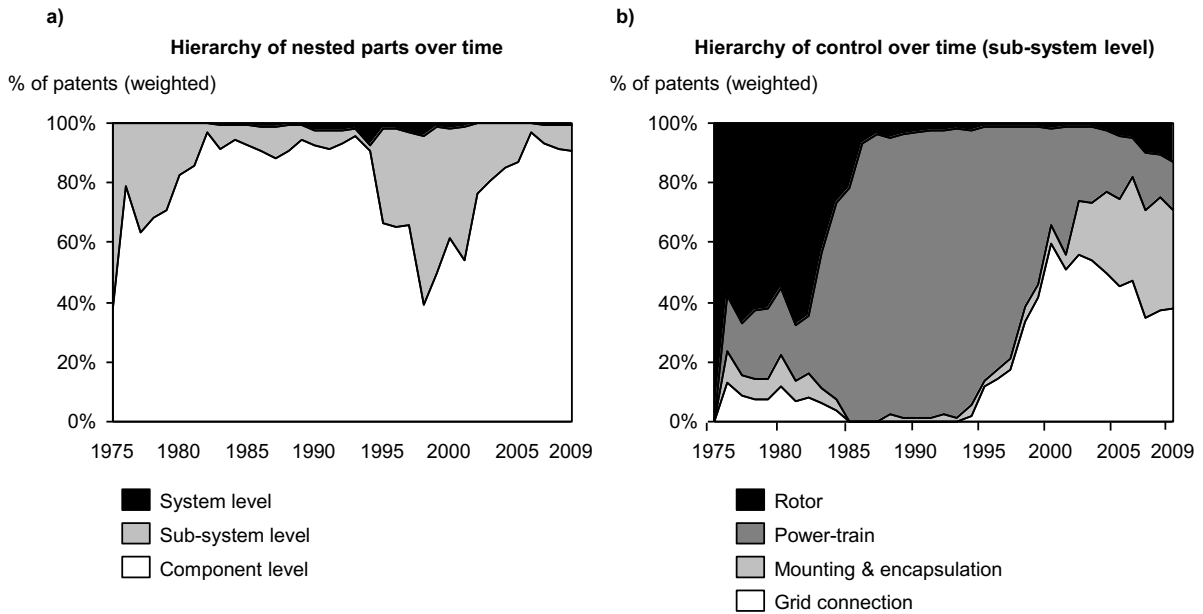 a)
Hierarchy of nested parts over time
% of patents (weighted)
100%
80%
60%
40%
20%
0%
1975 1980 1985 1990 1995 2000 2005 2009
System level
Sub-system level
Component level
b)
Hierarchy of control over time (sub-system level)
% of patents (weighted)
100%
80%
60%
40%
20%
0%
1975 1980 1985 1990 1995 2000 2005 2009
Rotor
Power-train
Mounting & encapsulation
Grid connection